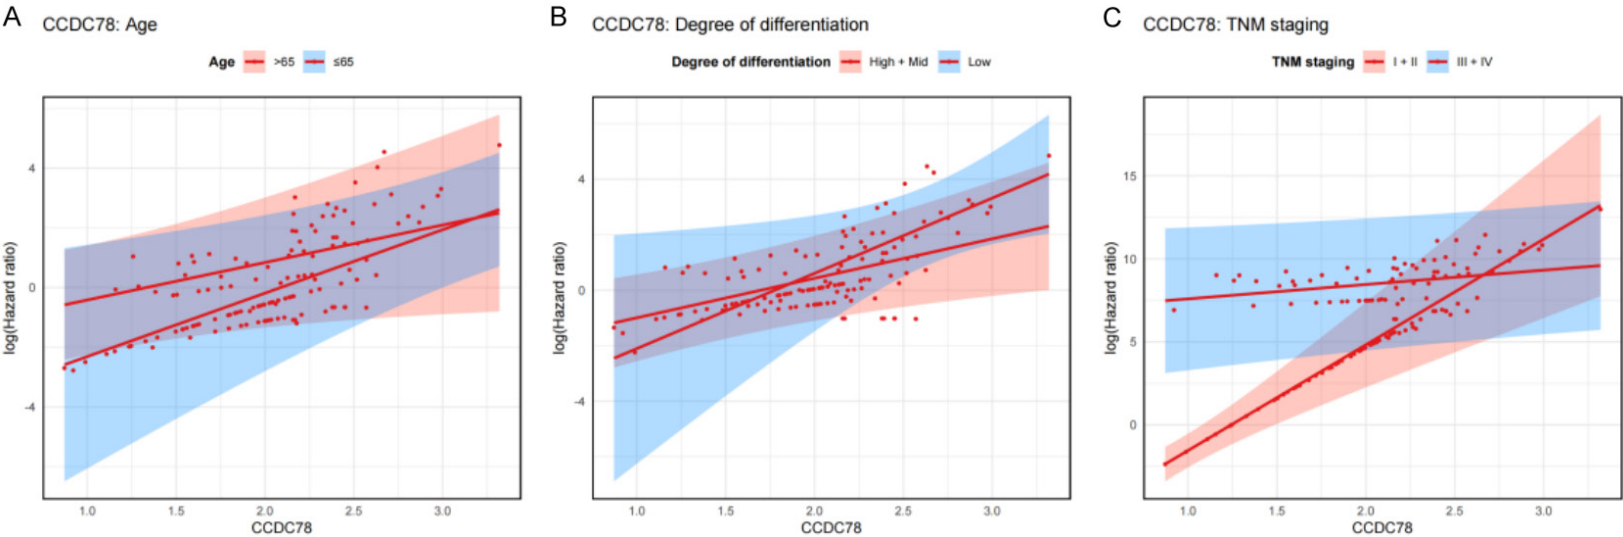 A
CCDC78: Age
Age >65 ≤65
4
0
-4
log(Hazard ratio)
1.0 1.5 2.0 2.5 3.0
CCDC78
B
CCDC78: Degree of differentiation
Degree of differentiation High + Mid Low
4
0
-4
log(Hazard ratio)
1.0 1.5 2.0 2.5 3.0
CCDC78
C
CCDC78: TNM staging
TNM staging I + II III + IV
15
10
5
0
log(Hazard ratio)
1.0 1.5 2.0 2.5 3.0
CCDC78